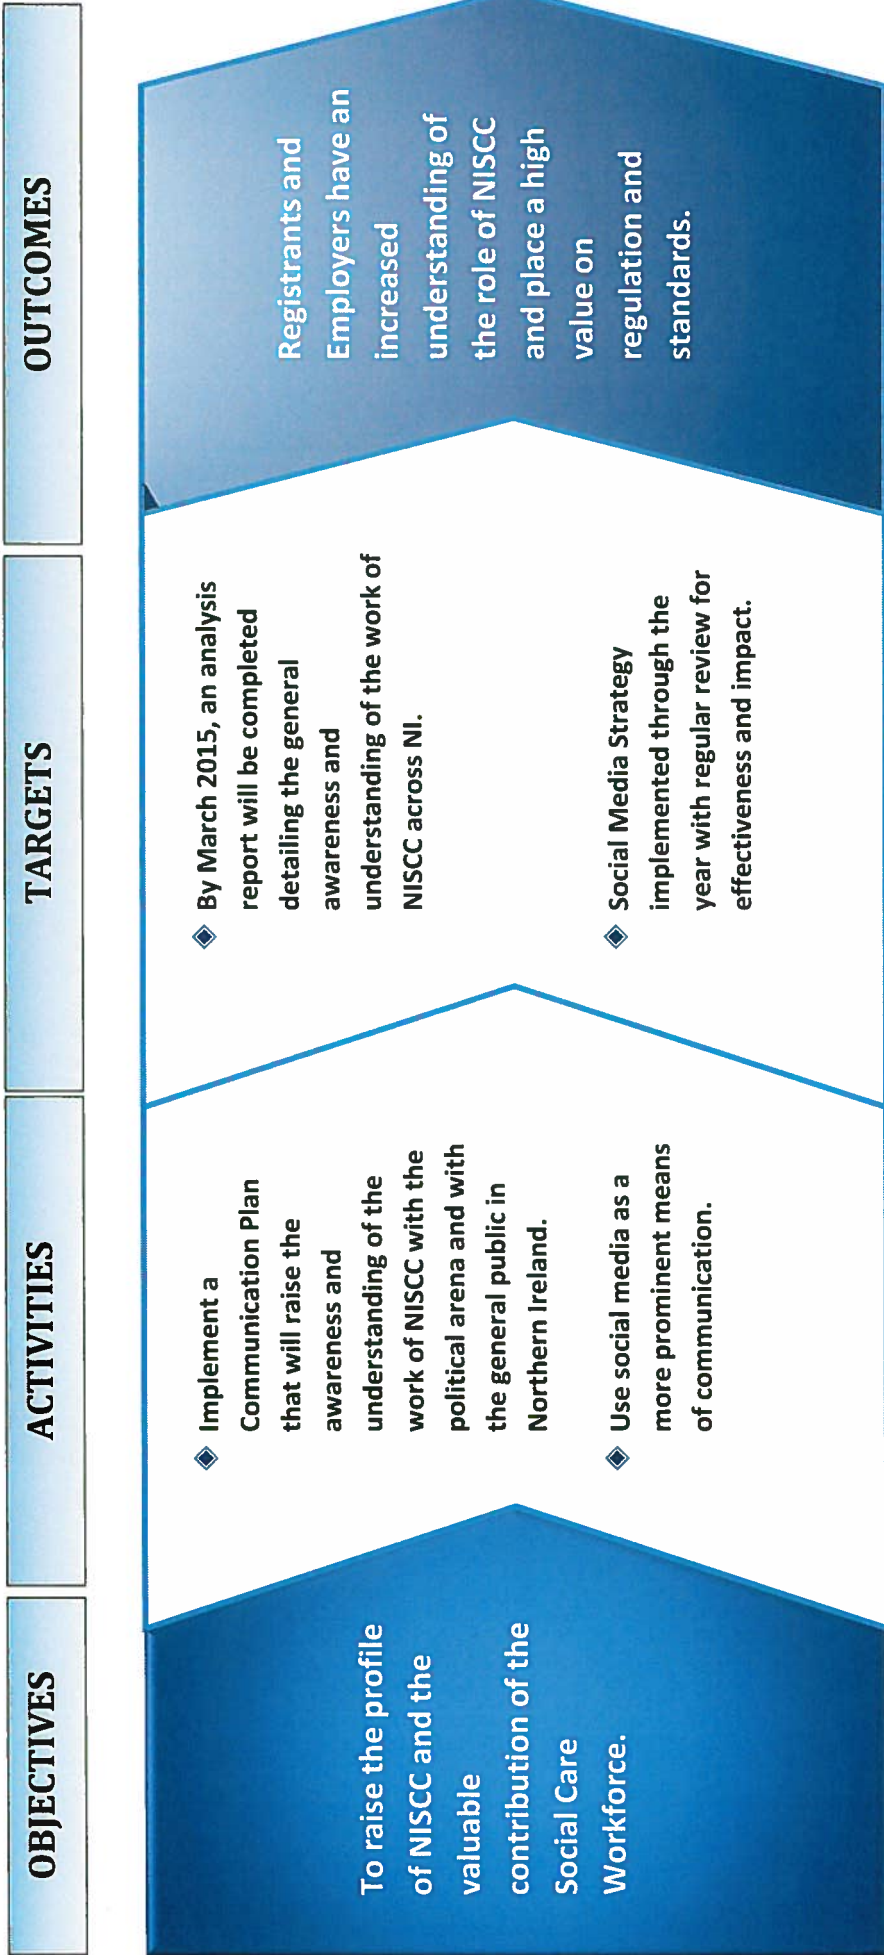 OBJECTIVES
ACTIVITIES
TARGETS
OUTCOMES
To raise the profile
of NISCC and the
valuable
contribution of the
Social Care
Workforce.
Implement a
Communication Plan
that will raise the
awareness and
understanding of the
work of NISCC with the
political arena and with
the general public in
Northern Ireland.
Use social media as a
more prominent means
of communication.
By March 2015, an analysis
report will be completed
detailing the general
awareness and
understanding of the work of
NISCC across NI.
Social Media Strategy
implemented through the
year with regular review for
effectiveness and impact.
Registrants and
Employers have an
increased
understanding of
the role of NISCC
and place a high
value on
regulation and
standards.